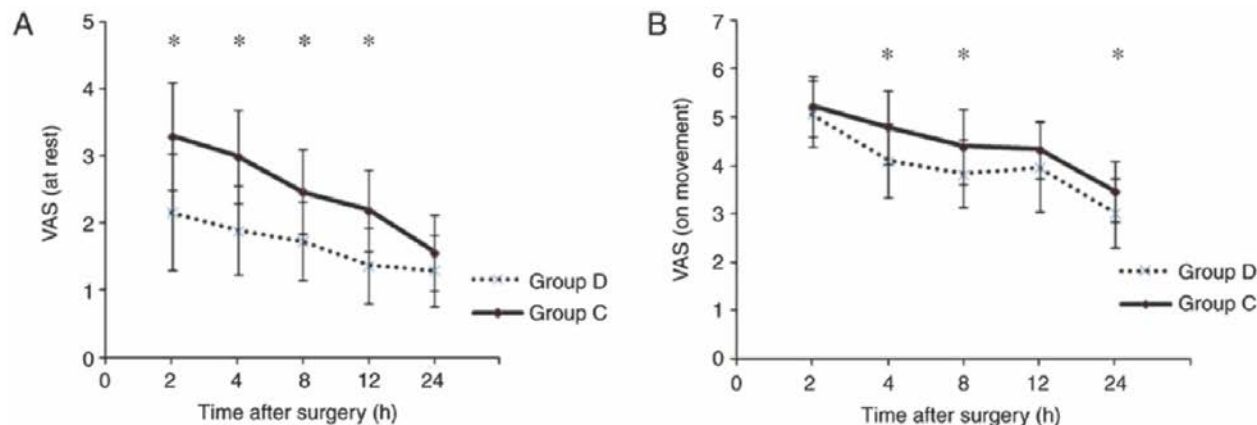 A
VAS (at rest)
5
4
3
2
1
0
* * * *
0 2 4 8 12 24
Time after surgery (h)
Group D
Group C
B
VAS (on movement)
7
6
5
4
3
2
1
0
* * *
0 2 4 8 12 24
Time after surgery (h)
Group D
Group C